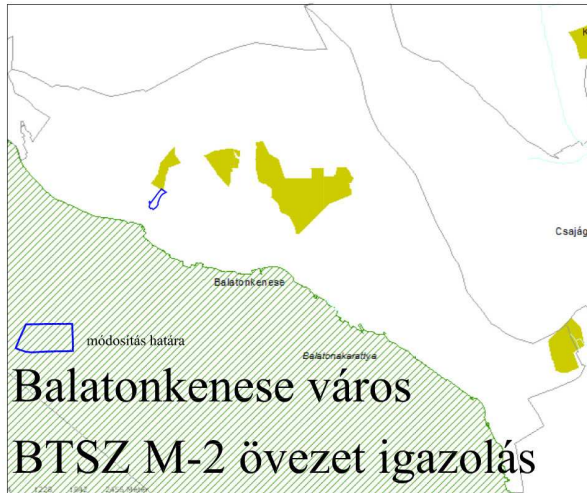 Csajág
Balatonkenese
módosítás határa
Balatonakarattya
Balatonkenese város
BTSZ M-2 övezet igazolás